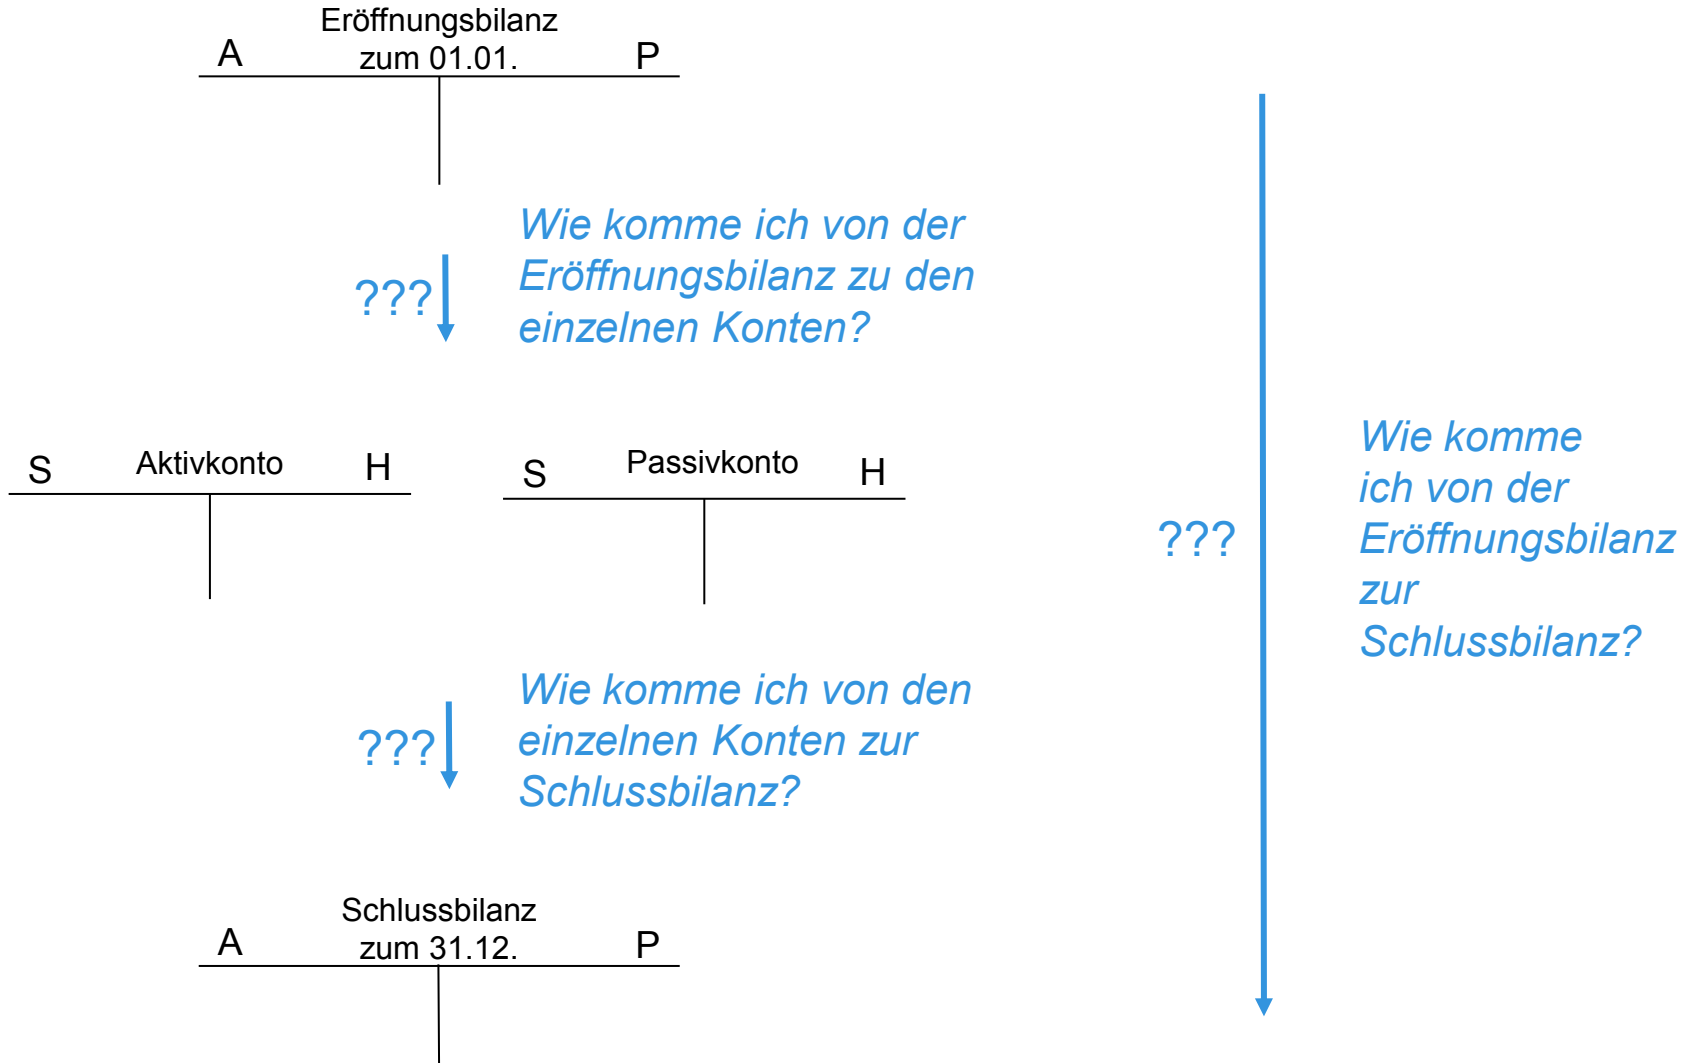 Eröffnungsbilanz
A zum 01.01. P
Wie komme ich von der
??? Eröffnungsbilanz zu den
einzelnen Konten?
S Aktivkonto H
S Passivkonto H
Wie komme ich von den
??? einzelnen Konten zur
Schlussbilanz?
Schlussbilanz
A zum 31.12. P
???
Wie komme
ich von der
Eröffnungsbilanz
zur
Schlussbilanz?